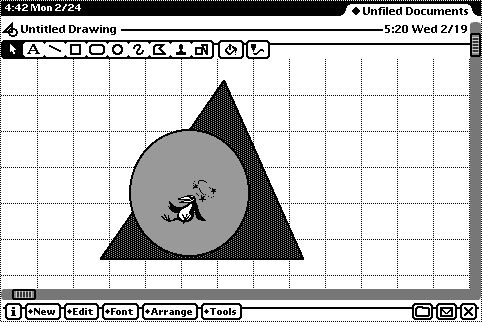 4:42 Mon 2/24
Unfiled Documents
Untitled Drawing 5:20 Wed 2/19
A
i New Edit Font Arrange Tools